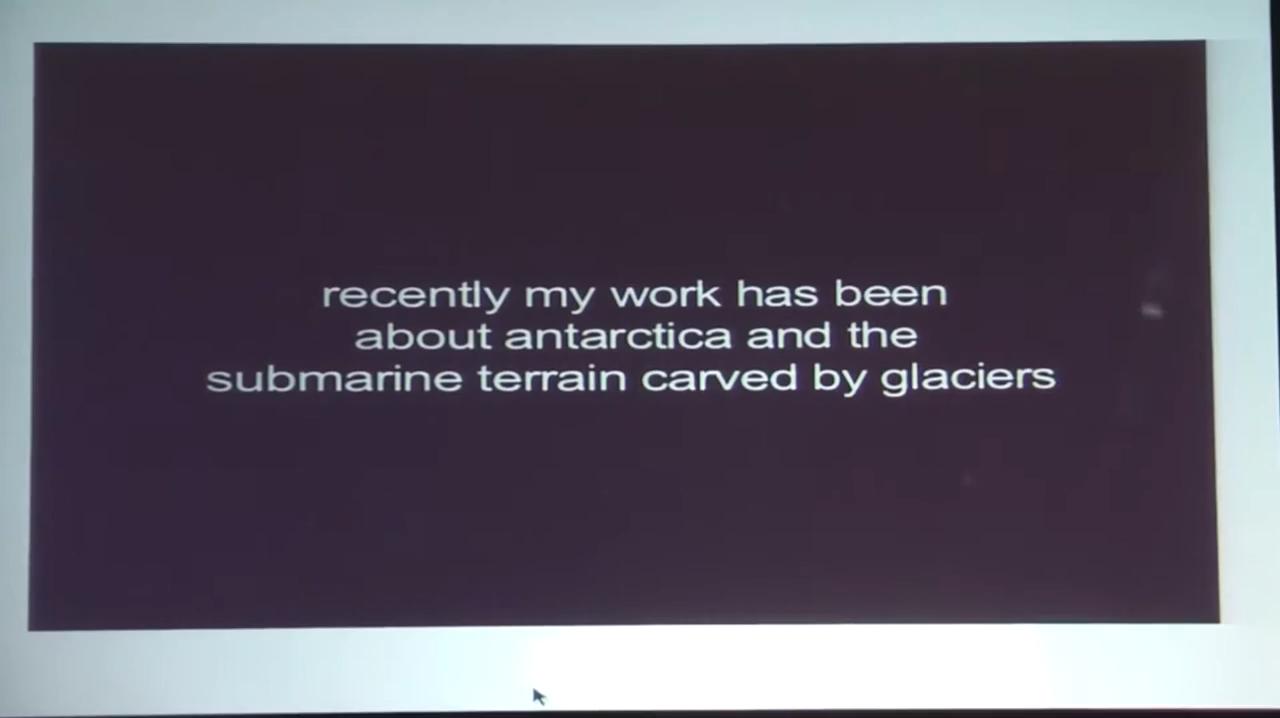 recently my work has been
about antarctica and the
submarine terrain carved by glaciers